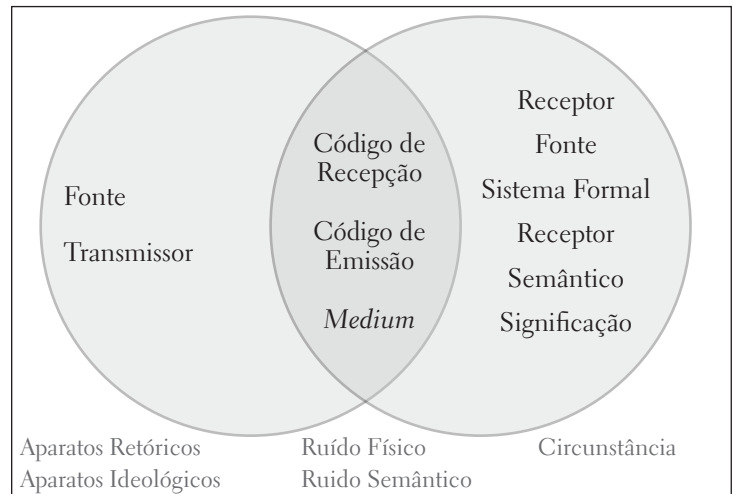 Fonte
Transmissor
Código de
Recepção
Código de
Emissão
Medium
Receptor
Fonte
Sistema Formal
Receptor
Semântico
Significação
Aparatos Retóricos
Aparatos Ideológicos
Ruído Físico
Ruido Semântico
Circunstância